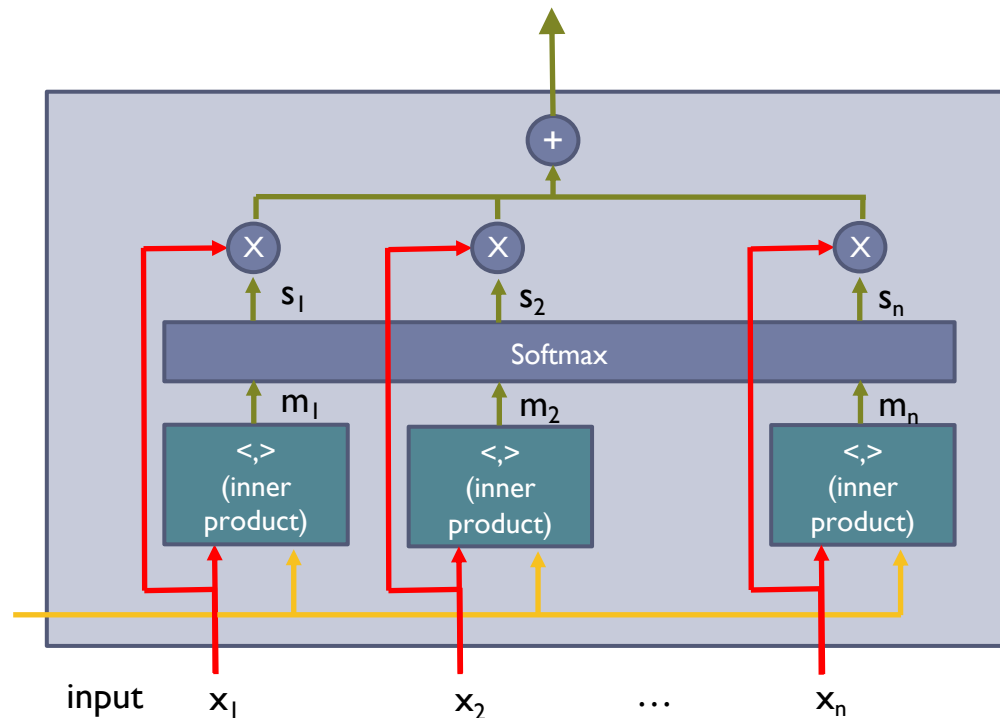 +
X X X
s1 s2 sn
Softmax
m1 m2 mn
<,> <,> <,>
(inner (inner (inner
product) product) product)
input x1 x2 ... xn